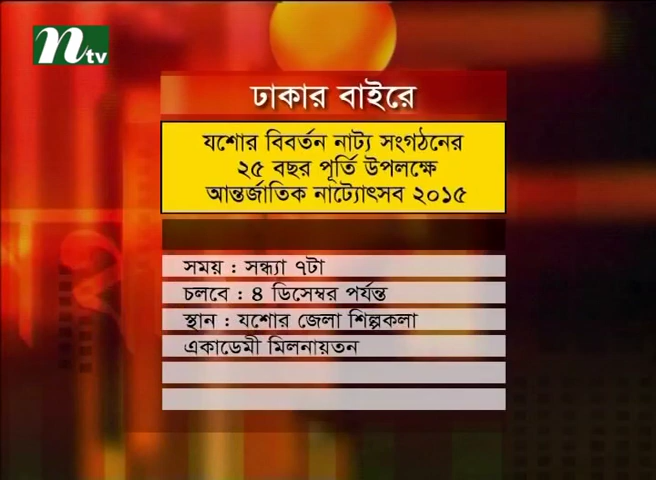 ntv
ঢাকার বাইরে
যশোর বিবর্তন নাট্য সংগঠনের
২৫ বছর পূর্তি উপলক্ষে
আন্তর্জাতিক নাট্যোৎসব ২০১৫
সময় : সন্ধ্যা ৭টা
চলবে : ৪ ডিসেম্বর পর্যন্ত
স্থান : যশোর জেলা শিল্পকলা
একাডেমী মিলনায়তন